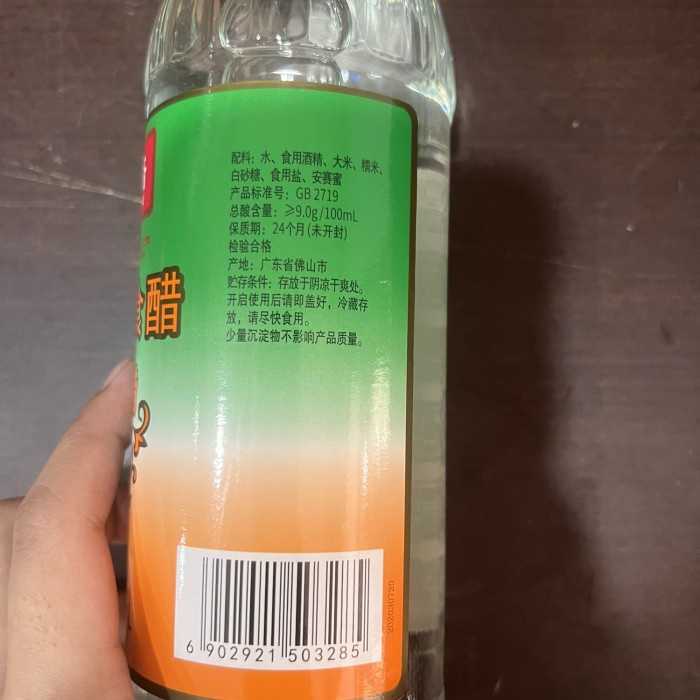 配料：水、食用酒精、大米、糯米、
白砂糖、食用盐、安赛蜜
产品标准号：GB 2719
总酸含量：≥9.0g/100mL
保质期：24个月(未开封)
检验合格
产地：广东省佛山市
贮存条件：存放于阴凉干爽处。
开启使用后请即盖好，冷藏存
放，请尽快食用。
少量沉淀物不影响产品质量。
醋
6 902921 503285
202030720